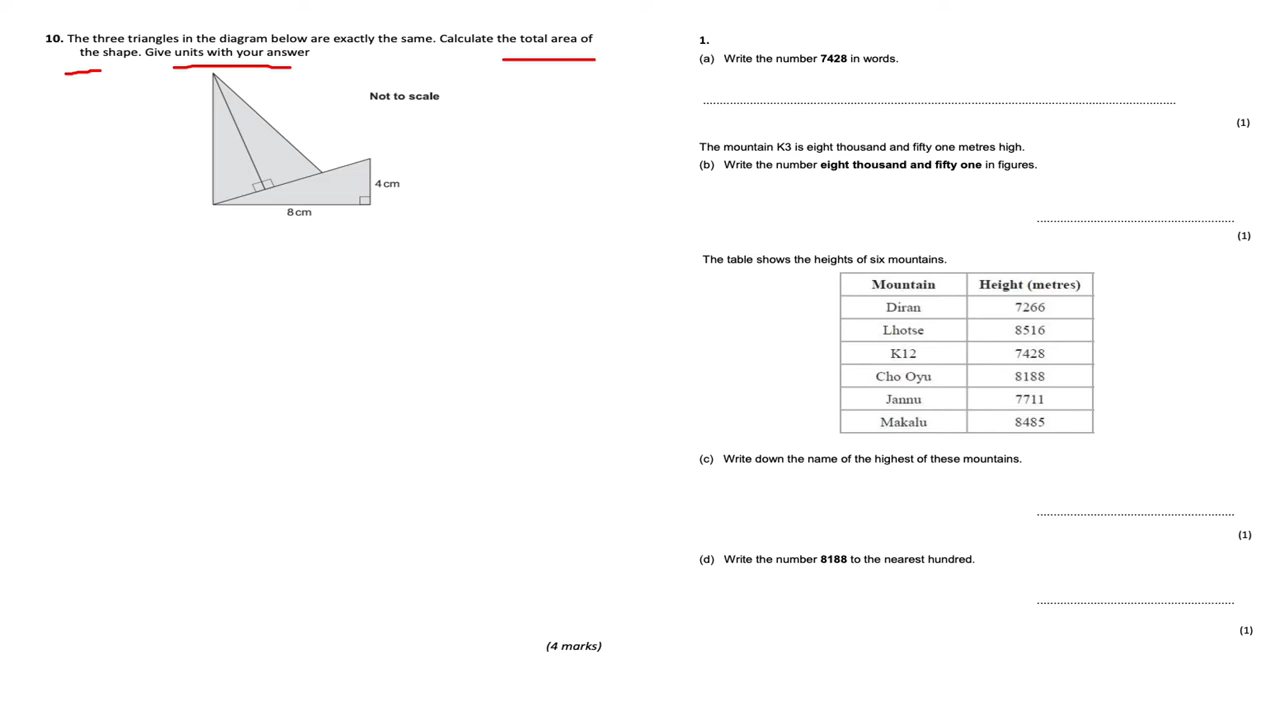 10. The three triangles in the diagram below are exactly the same. Calculate the total area of
the shape. Give units with your answer
Not to scale
4 cm
8 cm
(4 marks)
1.
(a) Write the number 7428 in words.
(1)
The mountain K3 is eight thousand and fifty one metres high.
(b) Write the number eight thousand and fifty one in figures.
(1)
The table shows the heights of six mountains.
Mountain Height (metres)
Diran 7266
Lhotse 8516
K12 7428
Cho Oyu 8188
Jannu 7711
Makalu 8485
(c) Write down the name of the highest of these mountains.
(1)
(d) Write the number 8188 to the nearest hundred.
(1)